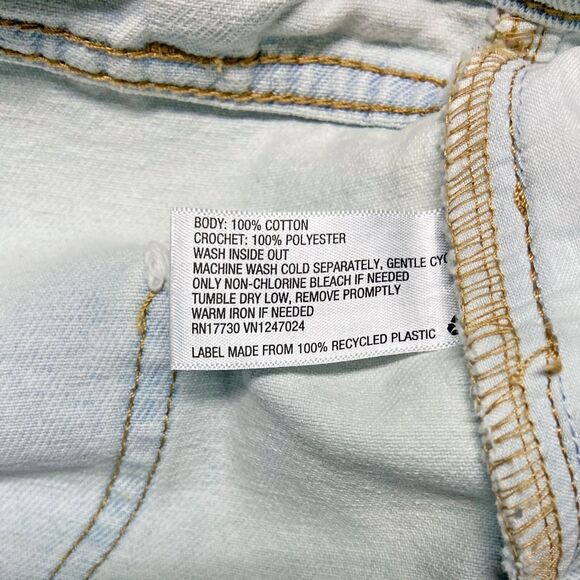 BODY: 100% COTTON
CROCHET: 100% POLYESTER
WASH INSIDE OUT
MACHINE WASH COLD SEPARATELY, GENTLE CYC
ONLY NON-CHLORINE BLEACH IF NEEDED
TUMBLE DRY LOW, REMOVE PROMPTLY
WARM IRON IF NEEDED
RN17730 VN1247024
LABEL MADE FROM 100% RECYCLED PLASTIC